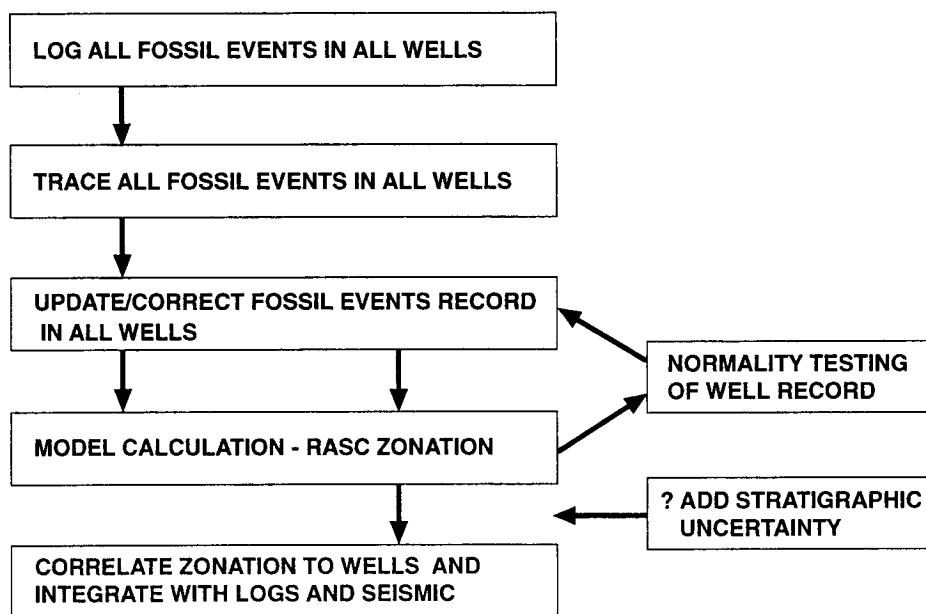 LOG ALL FOSSIL EVENTS IN ALL WELLS
TRACE ALL FOSSIL EVENTS IN ALL WELLS
UPDATE/CORRECT FOSSIL EVENTS RECORD
IN ALL WELLS
NORMALITY TESTING
OF WELL RECORD
MODEL CALCULATION - RASC ZONATION
? ADD STRATIGRAPHIC
UNCERTAINTY
CORRELATE ZONATION TO WELLS AND
INTEGRATE WITH LOGS AND SEISMIC